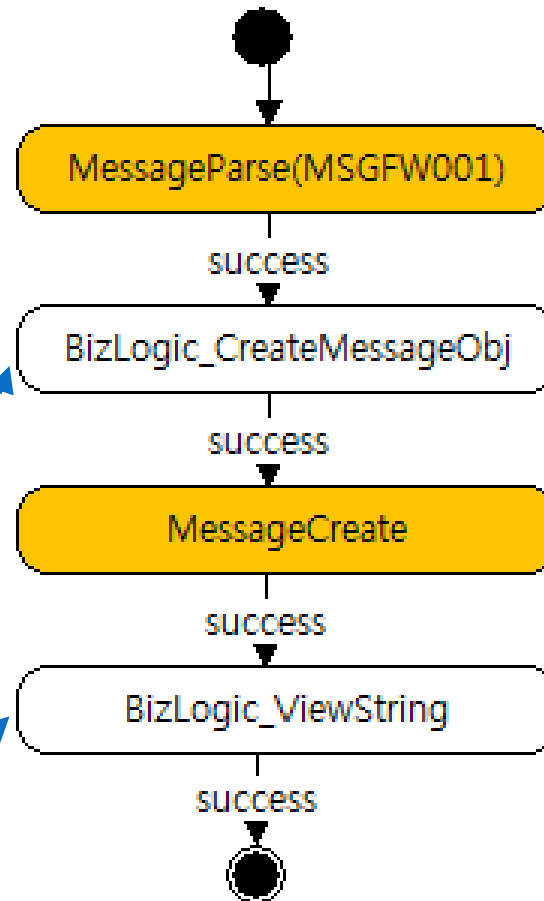 MessageParse(MSGFW001)
success
BizLogic_CreateMessageObj
success
MessageCreate
success
BizLogic_ViewString
success